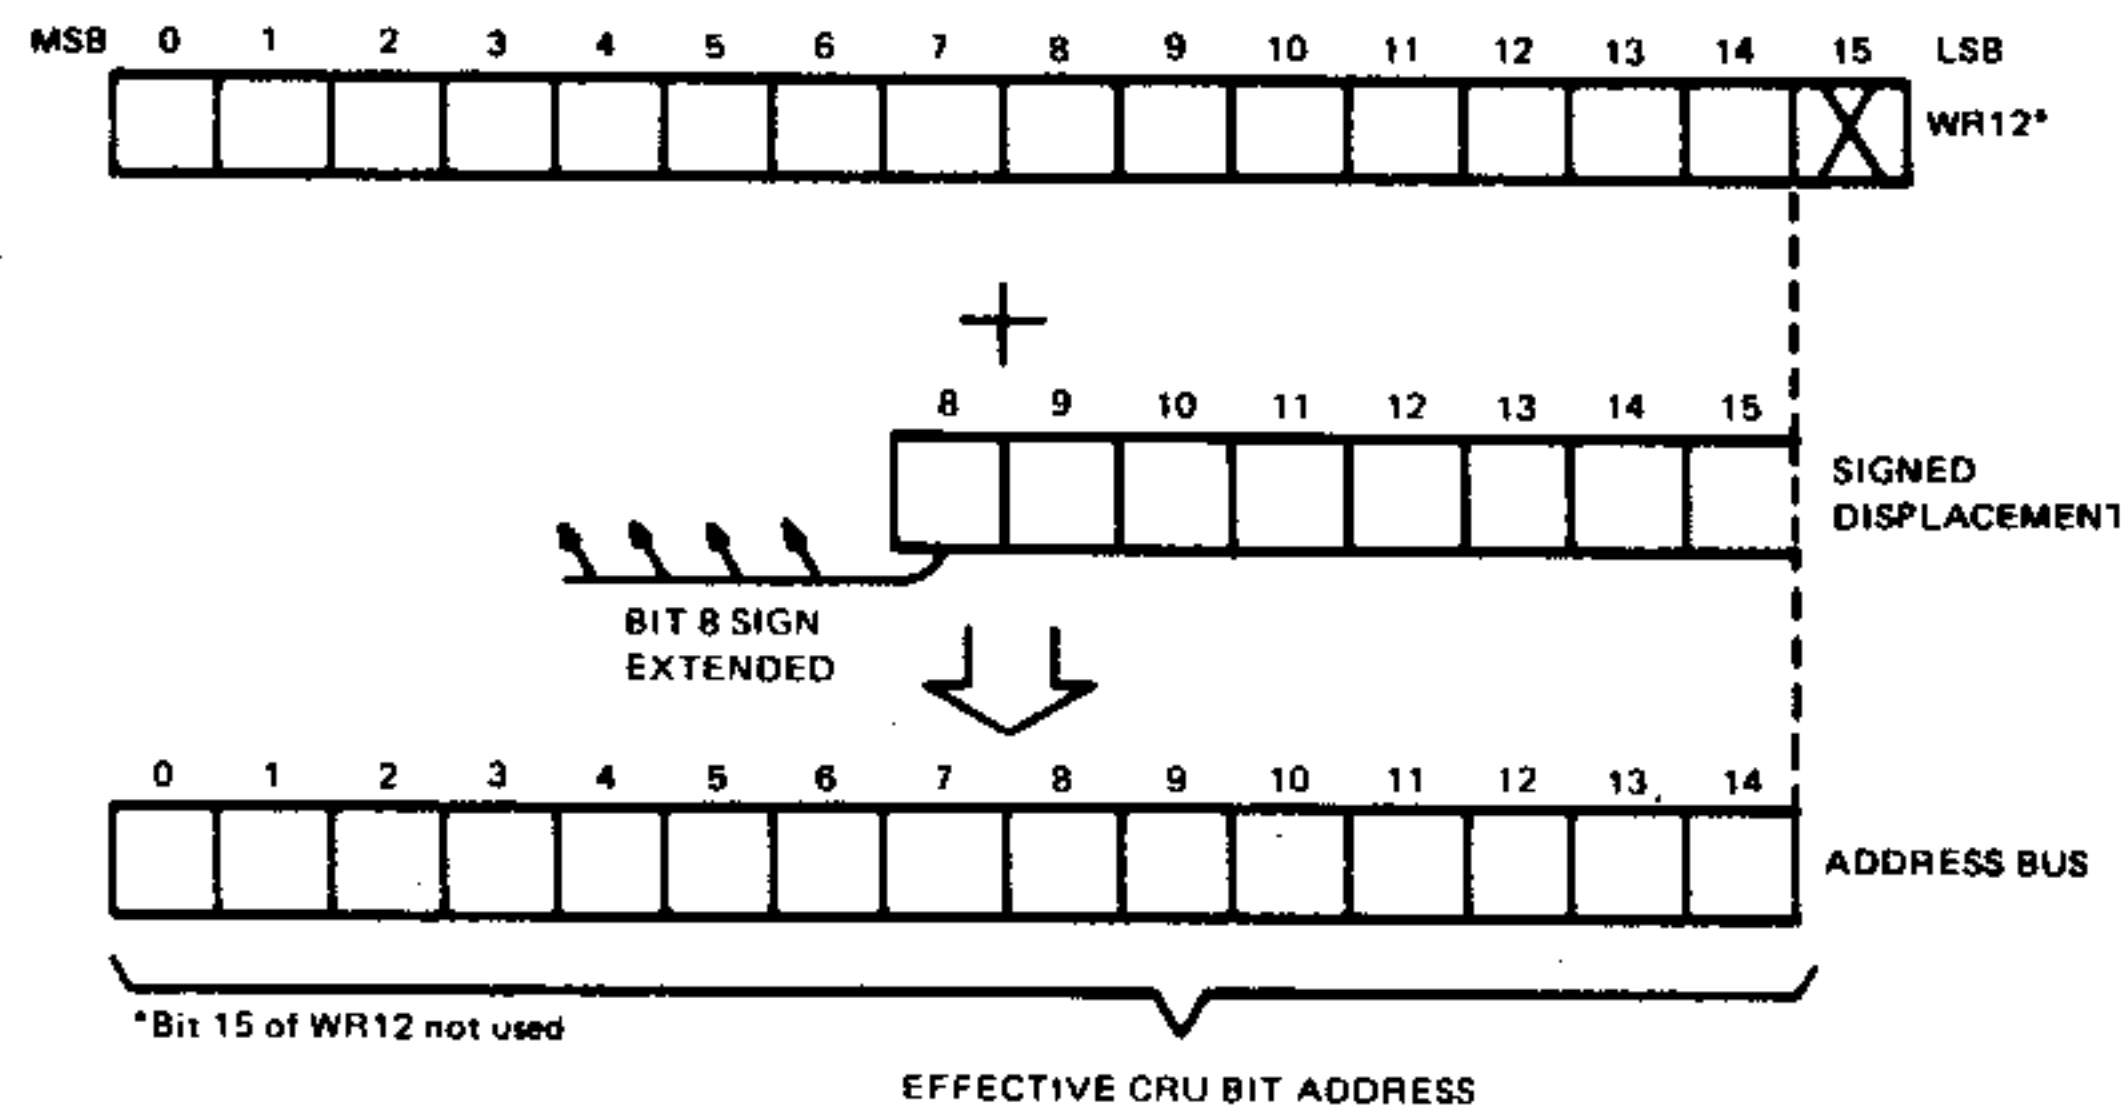 MSB 0 1 2 3 4 5 6 7 8 9 10 11 12 13 14 15 LSB
WR12*
8 9 10 11 12 13 14 15
SIGNED
DISPLACEMENT
BIT 8 SIGN
EXTENDED
0 1 2 3 4 5 6 7 8 9 10 11 12 13 14
ADDRESS BUS
*Bit 15 of WR12 not used
EFFECTIVE CRU BIT ADDRESS